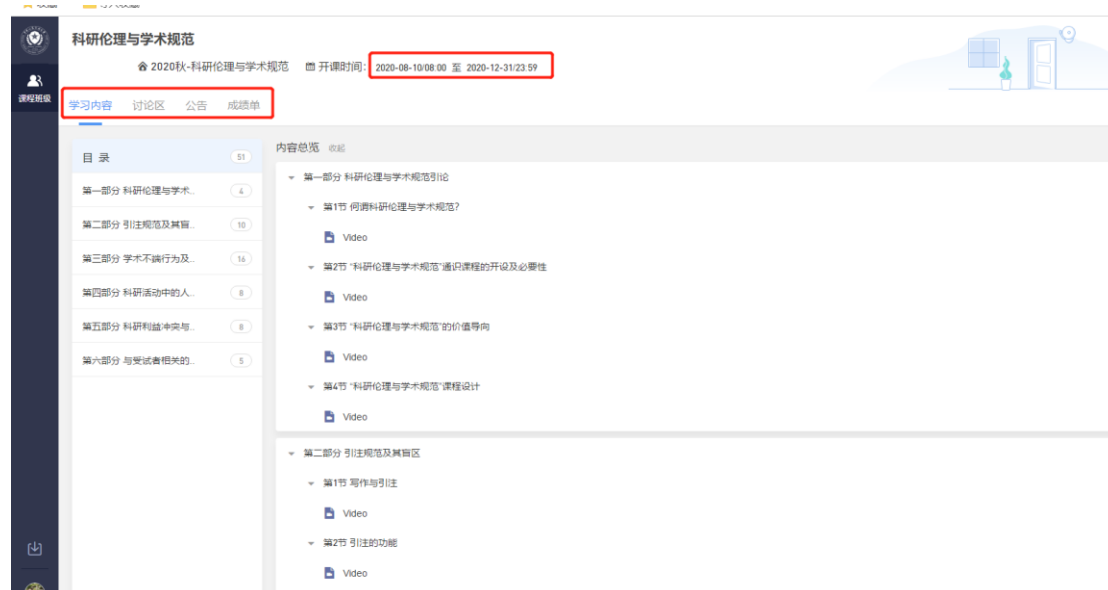 科研伦理与学术规范
2020秋-科研伦理与学术规范 开课时间: 2020-08-10/08:00 至 2020-12-31/23:59
课程班级
学习内容 讨论区 公告 成绩单
目 录 51
第一部分 科研伦理与学术... 4
第二部分 引注规范及其盲... 10
第三部分 学术不端行为及... 16
第四部分 科研活动中的人... 8
第五部分 科研利益冲突与... 8
第六部分 与受试者相关的... 5
内容总览 收起
第一部分 科研伦理与学术规范引论
第1节 何谓科研伦理与学术规范?
Video
第2节 “科研伦理与学术规范”通识课程的开设及必要性
Video
第3节 “科研伦理与学术规范”的价值导向
Video
第4节 “科研伦理与学术规范”课程设计
Video
第二部分 引注规范及其盲区
第1节 写作与引注
Video
第2节 引注的功能
Video